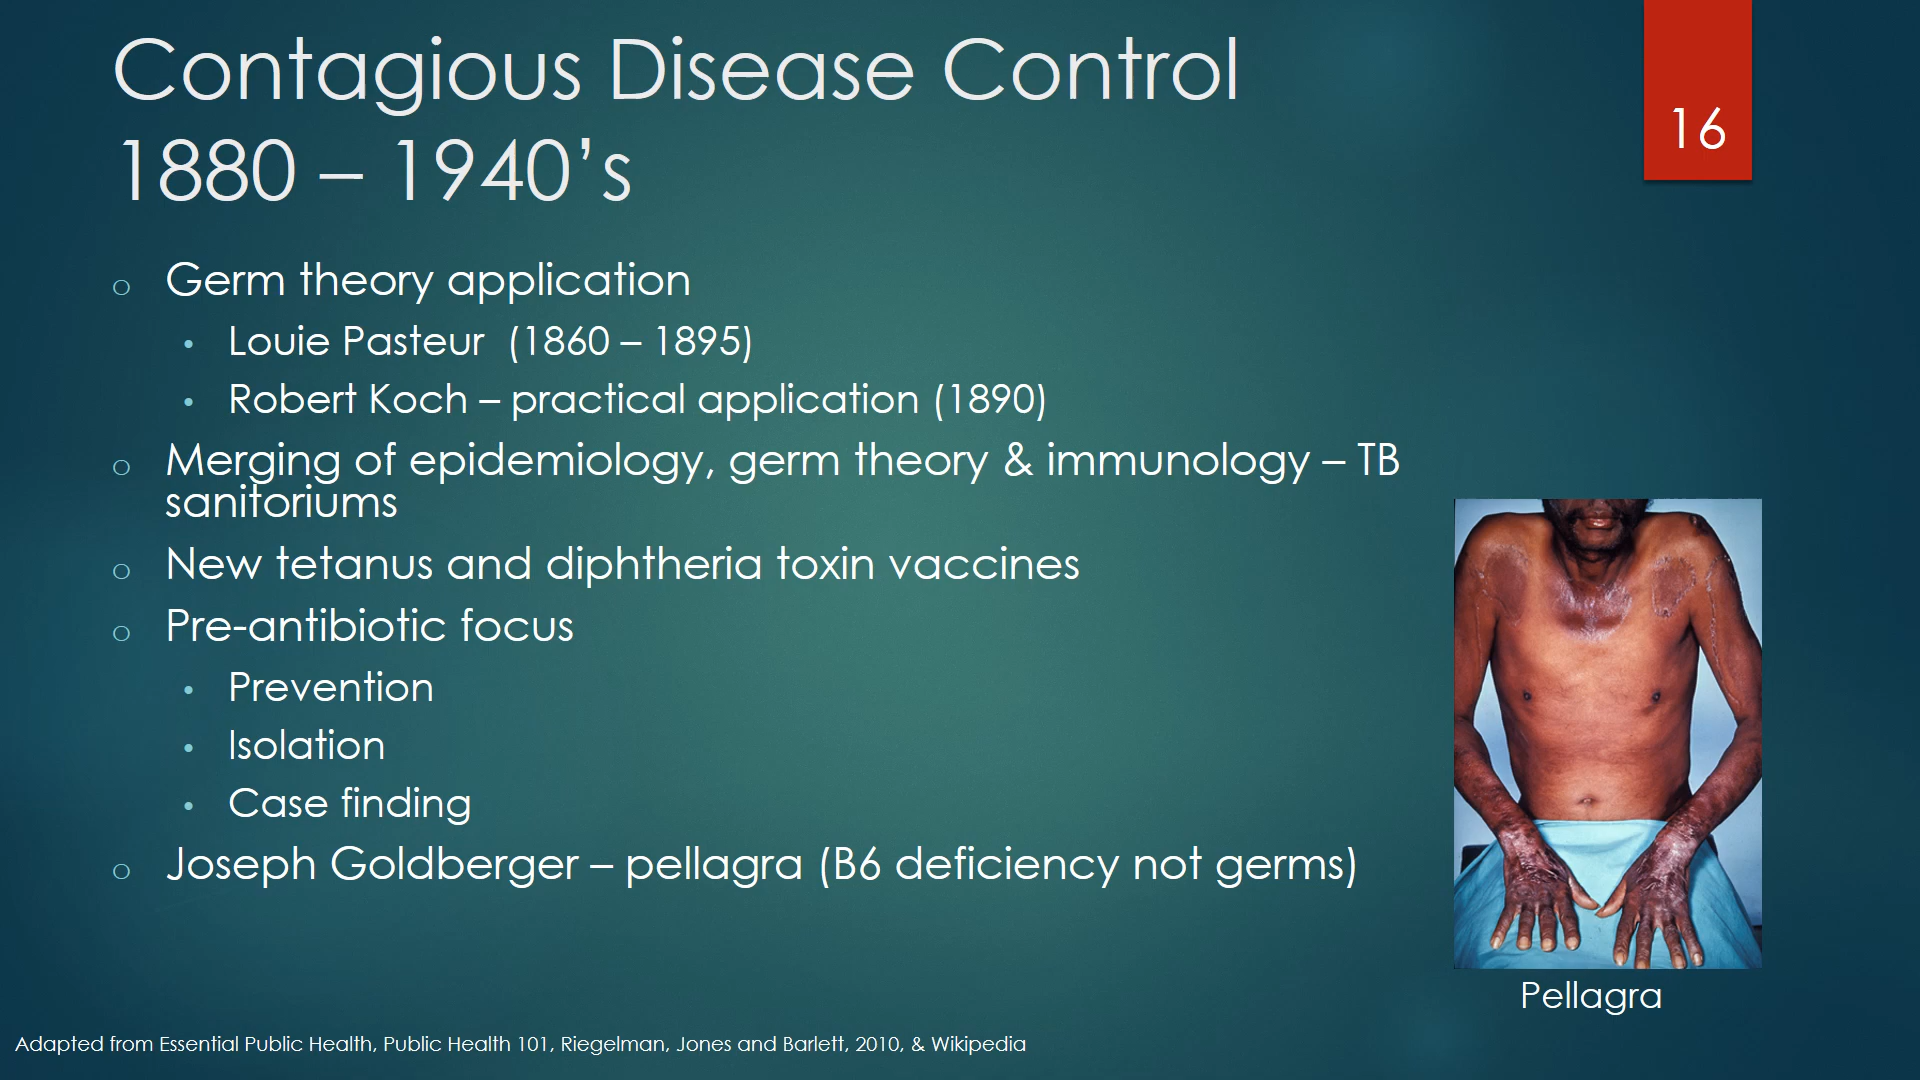 Contagious Disease Control
1880 – 1940’s
16
o Germ theory application
• Louie Pasteur  (1860 – 1895)
• Robert Koch – practical application (1890)
o Merging of epidemiology, germ theory & immunology – TB
sanitoriums
o New tetanus and diphtheria toxin vaccines
o Pre-antibiotic focus
• Prevention
• Isolation
• Case finding
o Joseph Goldberger – pellagra (B6 deficiency not germs)
Pellagra
Adapted from Essential Public Health, Public Health 101, Riegelman, Jones and Barlett, 2010, & Wikipedia